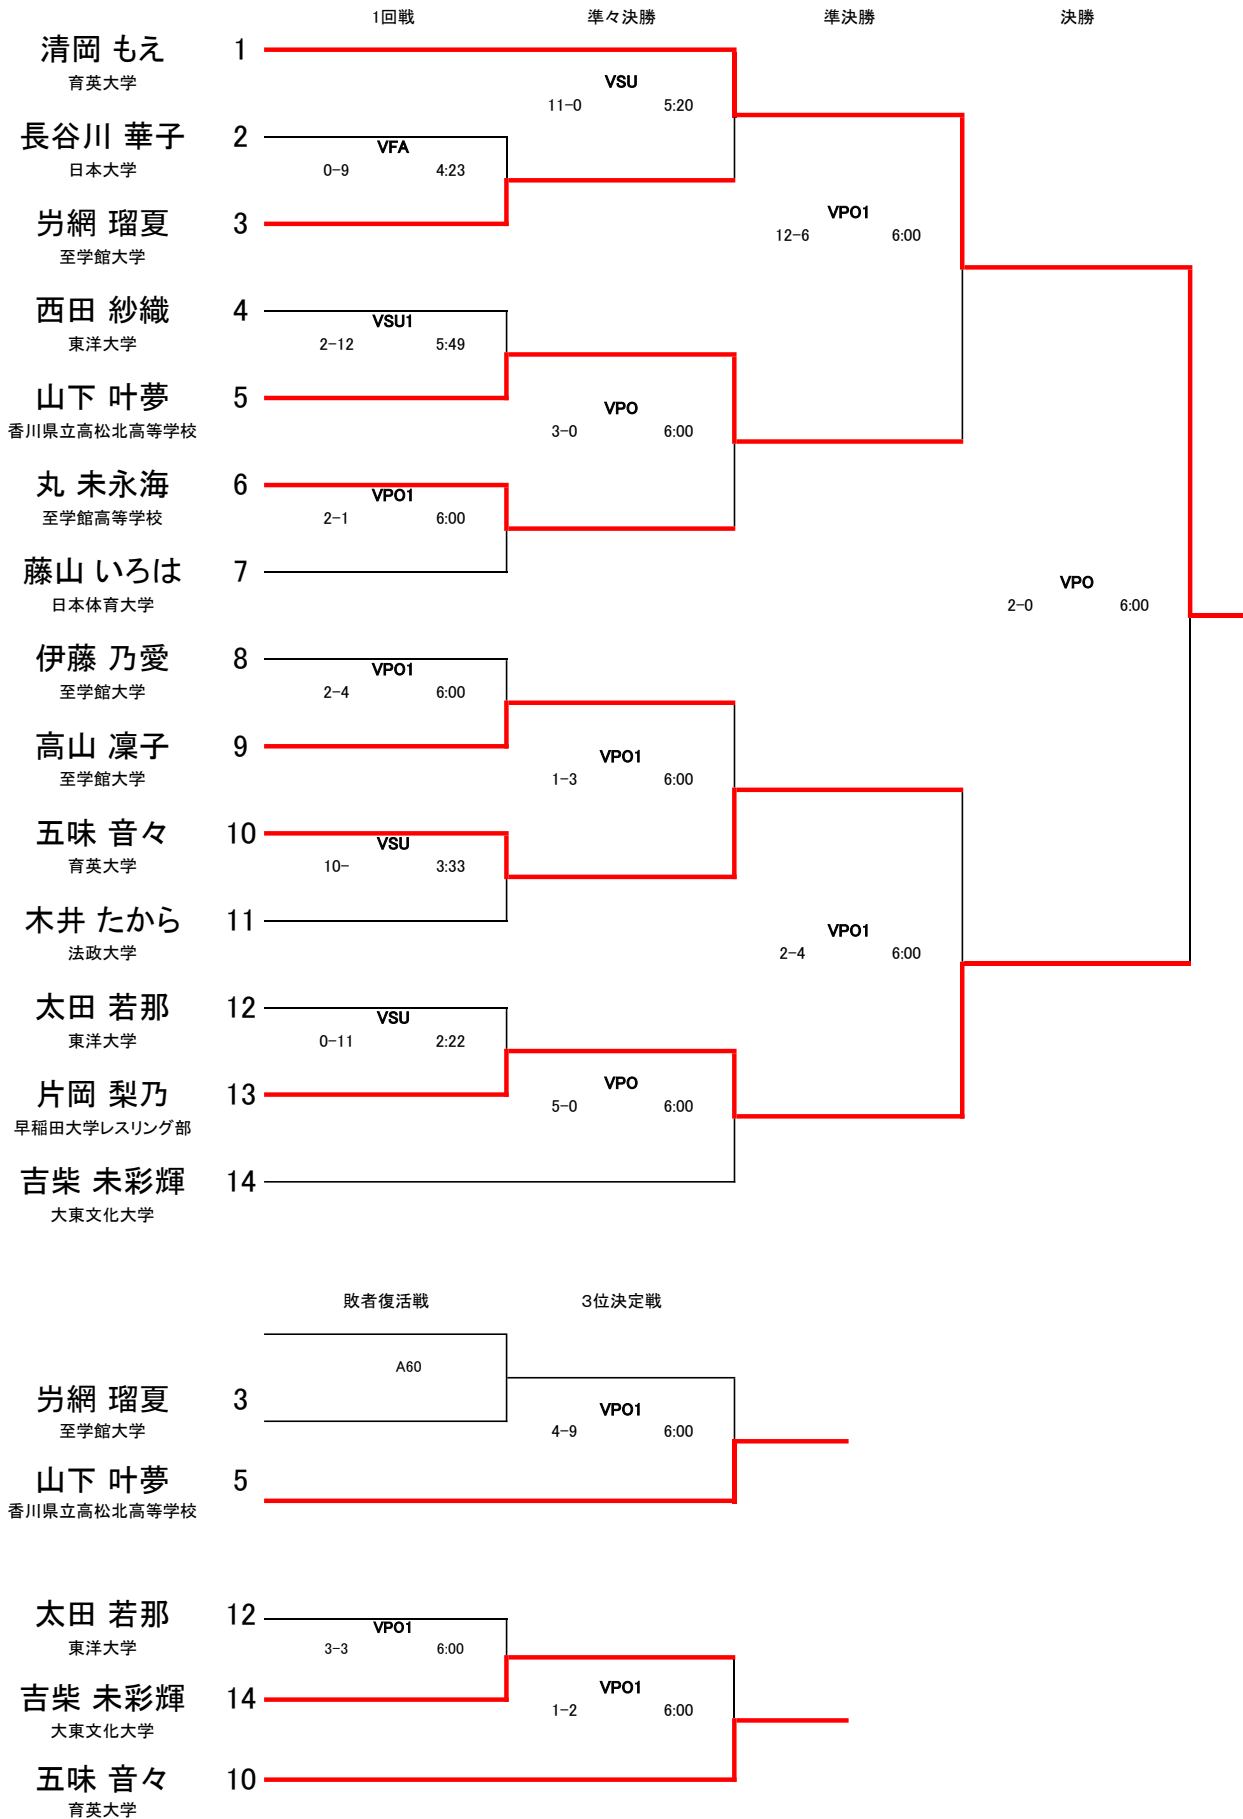 1回戦 準々決勝 準決勝 決勝
清岡 もえ 1
育英大学
VSU
11-0 5:20
長谷川 華子 2
日本大学
VFA
0-9 4:23
VPO1
12-6 6:00
屶網 瑠夏 3
至学館大学
西田 紗織 4
東洋大学
VSU1
2-12 5:49
山下 叶夢 5
香川県立高松北高等学校
VPO
3-0 6:00
丸 未永海 6
至学館高等学校
VPO1
2-1 6:00
藤山 いろは 7
日本体育大学
VPO
2-0 6:00
伊藤 乃愛 8
至学館大学
VPO1
2-4 6:00
高山 凜子 9
至学館大学
VPO1
1-3 6:00
五味 音々 10
育英大学
VSU
10- 3:33
木井 たから 11
法政大学
VPO1
2-4 6:00
太田 若那 12
東洋大学
VSU
0-11 2:22
片岡 梨乃 13
早稲田大学レスリング部
VPO
5-0 6:00
吉柴 未彩輝 14
大東文化大学
敗者復活戦 3位決定戦
A60
屶網 瑠夏 3
至学館大学
VPO1
4-9 6:00
山下 叶夢 5
香川県立高松北高等学校
太田 若那 12
東洋大学
VPO1
3-3 6:00
吉柴 未彩輝 14
大東文化大学
VPO1
1-2 6:00
五味 音々 10
育英大学